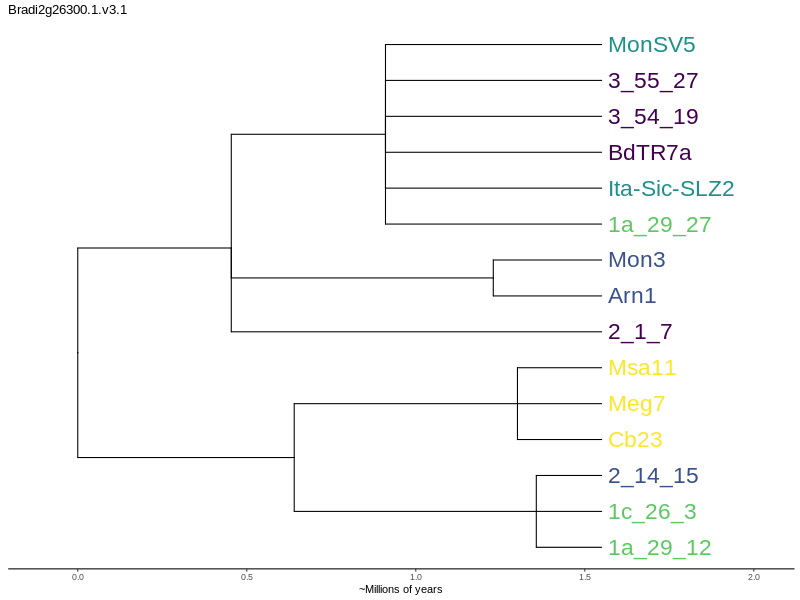 Bradi2g26300.1.v3.1
MonSV5
3_55_27
3_54_19
BdTR7a
Ita-Sic-SLZ2
1a_29_27
Mon3
Arn1
2_1_7
Msa11
Meg7
Cb23
2_14_15
1c_26_3
1a_29_12
0.0 0.5 1.0 1.5 2.0
~Millions of years